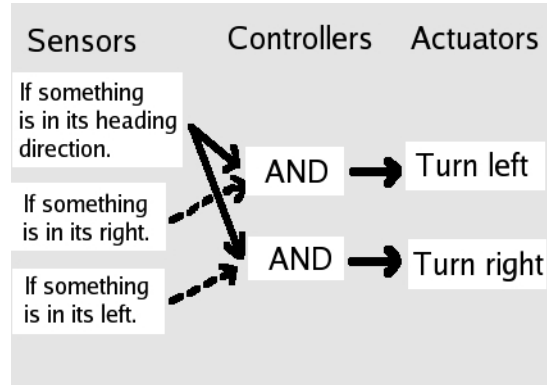 Sensors
Controllers
Actuators
If something
is in its heading
direction.
AND
Turn left
If something
is in its right.
AND
Turn right
If something
is in its left.